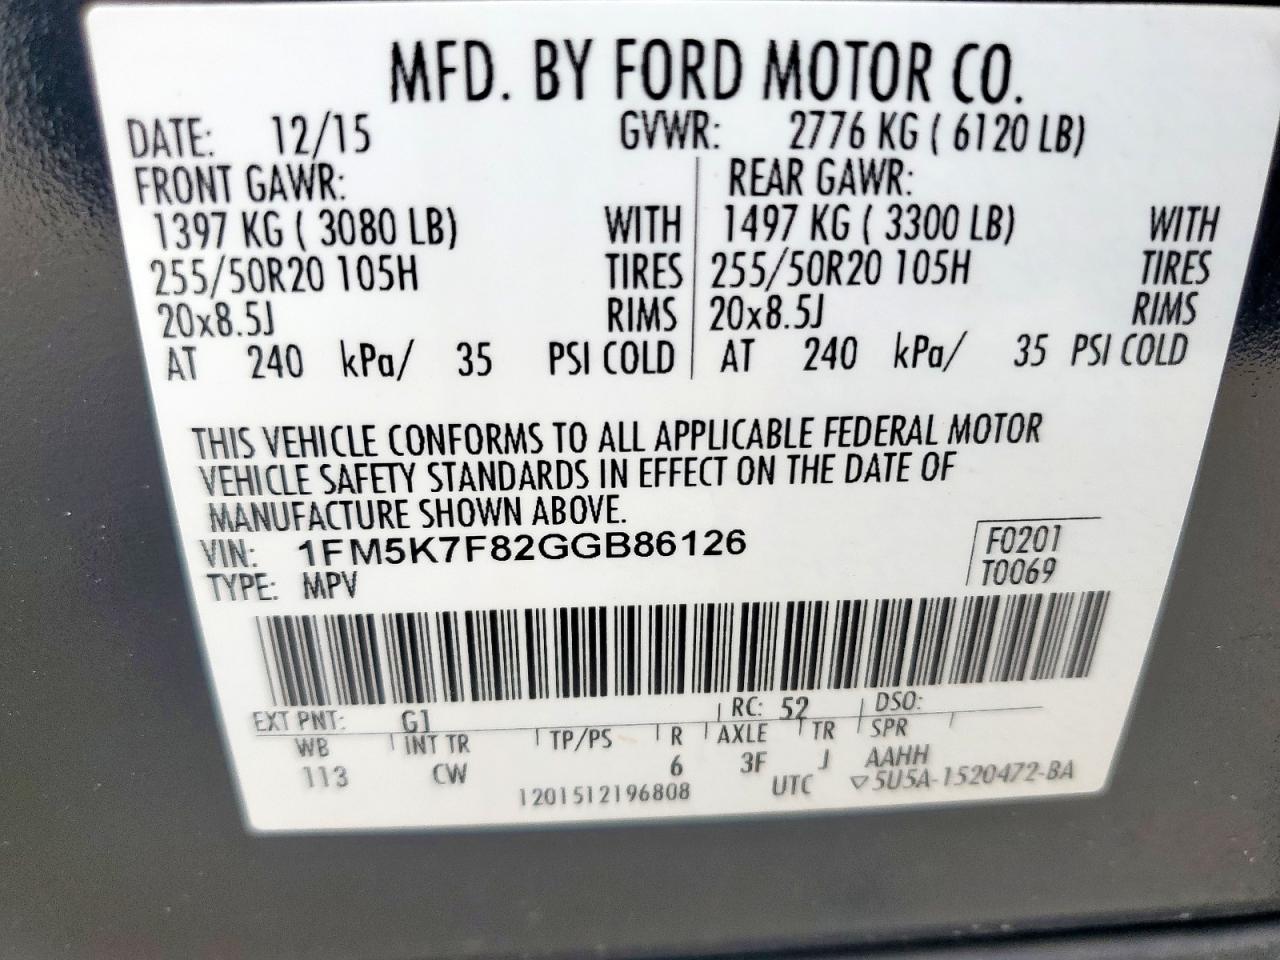 MFD. BY FORD MOTOR CO.
DATE: 12/15 GVWR: 2776 KG ( 6120 LB)
FRONT GAWR: REAR GAWR:
1397 KG ( 3080 LB) WITH 1497 KG ( 3300 LB) WITH
255/50R20 105H TIRES 255/50R20 105H TIRES
20x8.5J RIMS 20x8.5J RIMS
AT 240 kPa/ 35 PSI COLD AT 240 kPa/ 35 PSI COLD
THIS VEHICLE CONFORMS TO ALL APPLICABLE FEDERAL MOTOR
VEHICLE SAFETY STANDARDS IN EFFECT ON THE DATE OF
MANUFACTURE SHOWN ABOVE.
VIN: 1FM5K7F82GGB86126 F0201
TYPE: MPV T0069
EXT PNT: G1 RC: 52 DSO:
WB INT TR TP/PS R AXLE TR SPR
113 CW 6 3F J AAHH
1201512196808 UTC ▽5U5A-1520472-BA